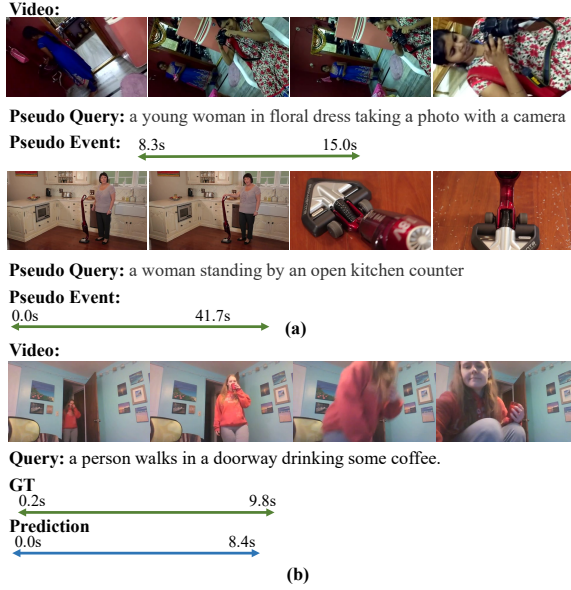 Video:
Pseudo Query: a young woman in floral dress taking a photo with a camera
Pseudo Event:
8.3s 15.0s
Pseudo Query: a woman standing by an open kitchen counter
Pseudo Event:
0.0s 41.7s
(a)
Video:
Query: a person walks in a doorway drinking some coffee.
GT
0.2s 9.8s
Prediction
0.0s 8.4s
(b)